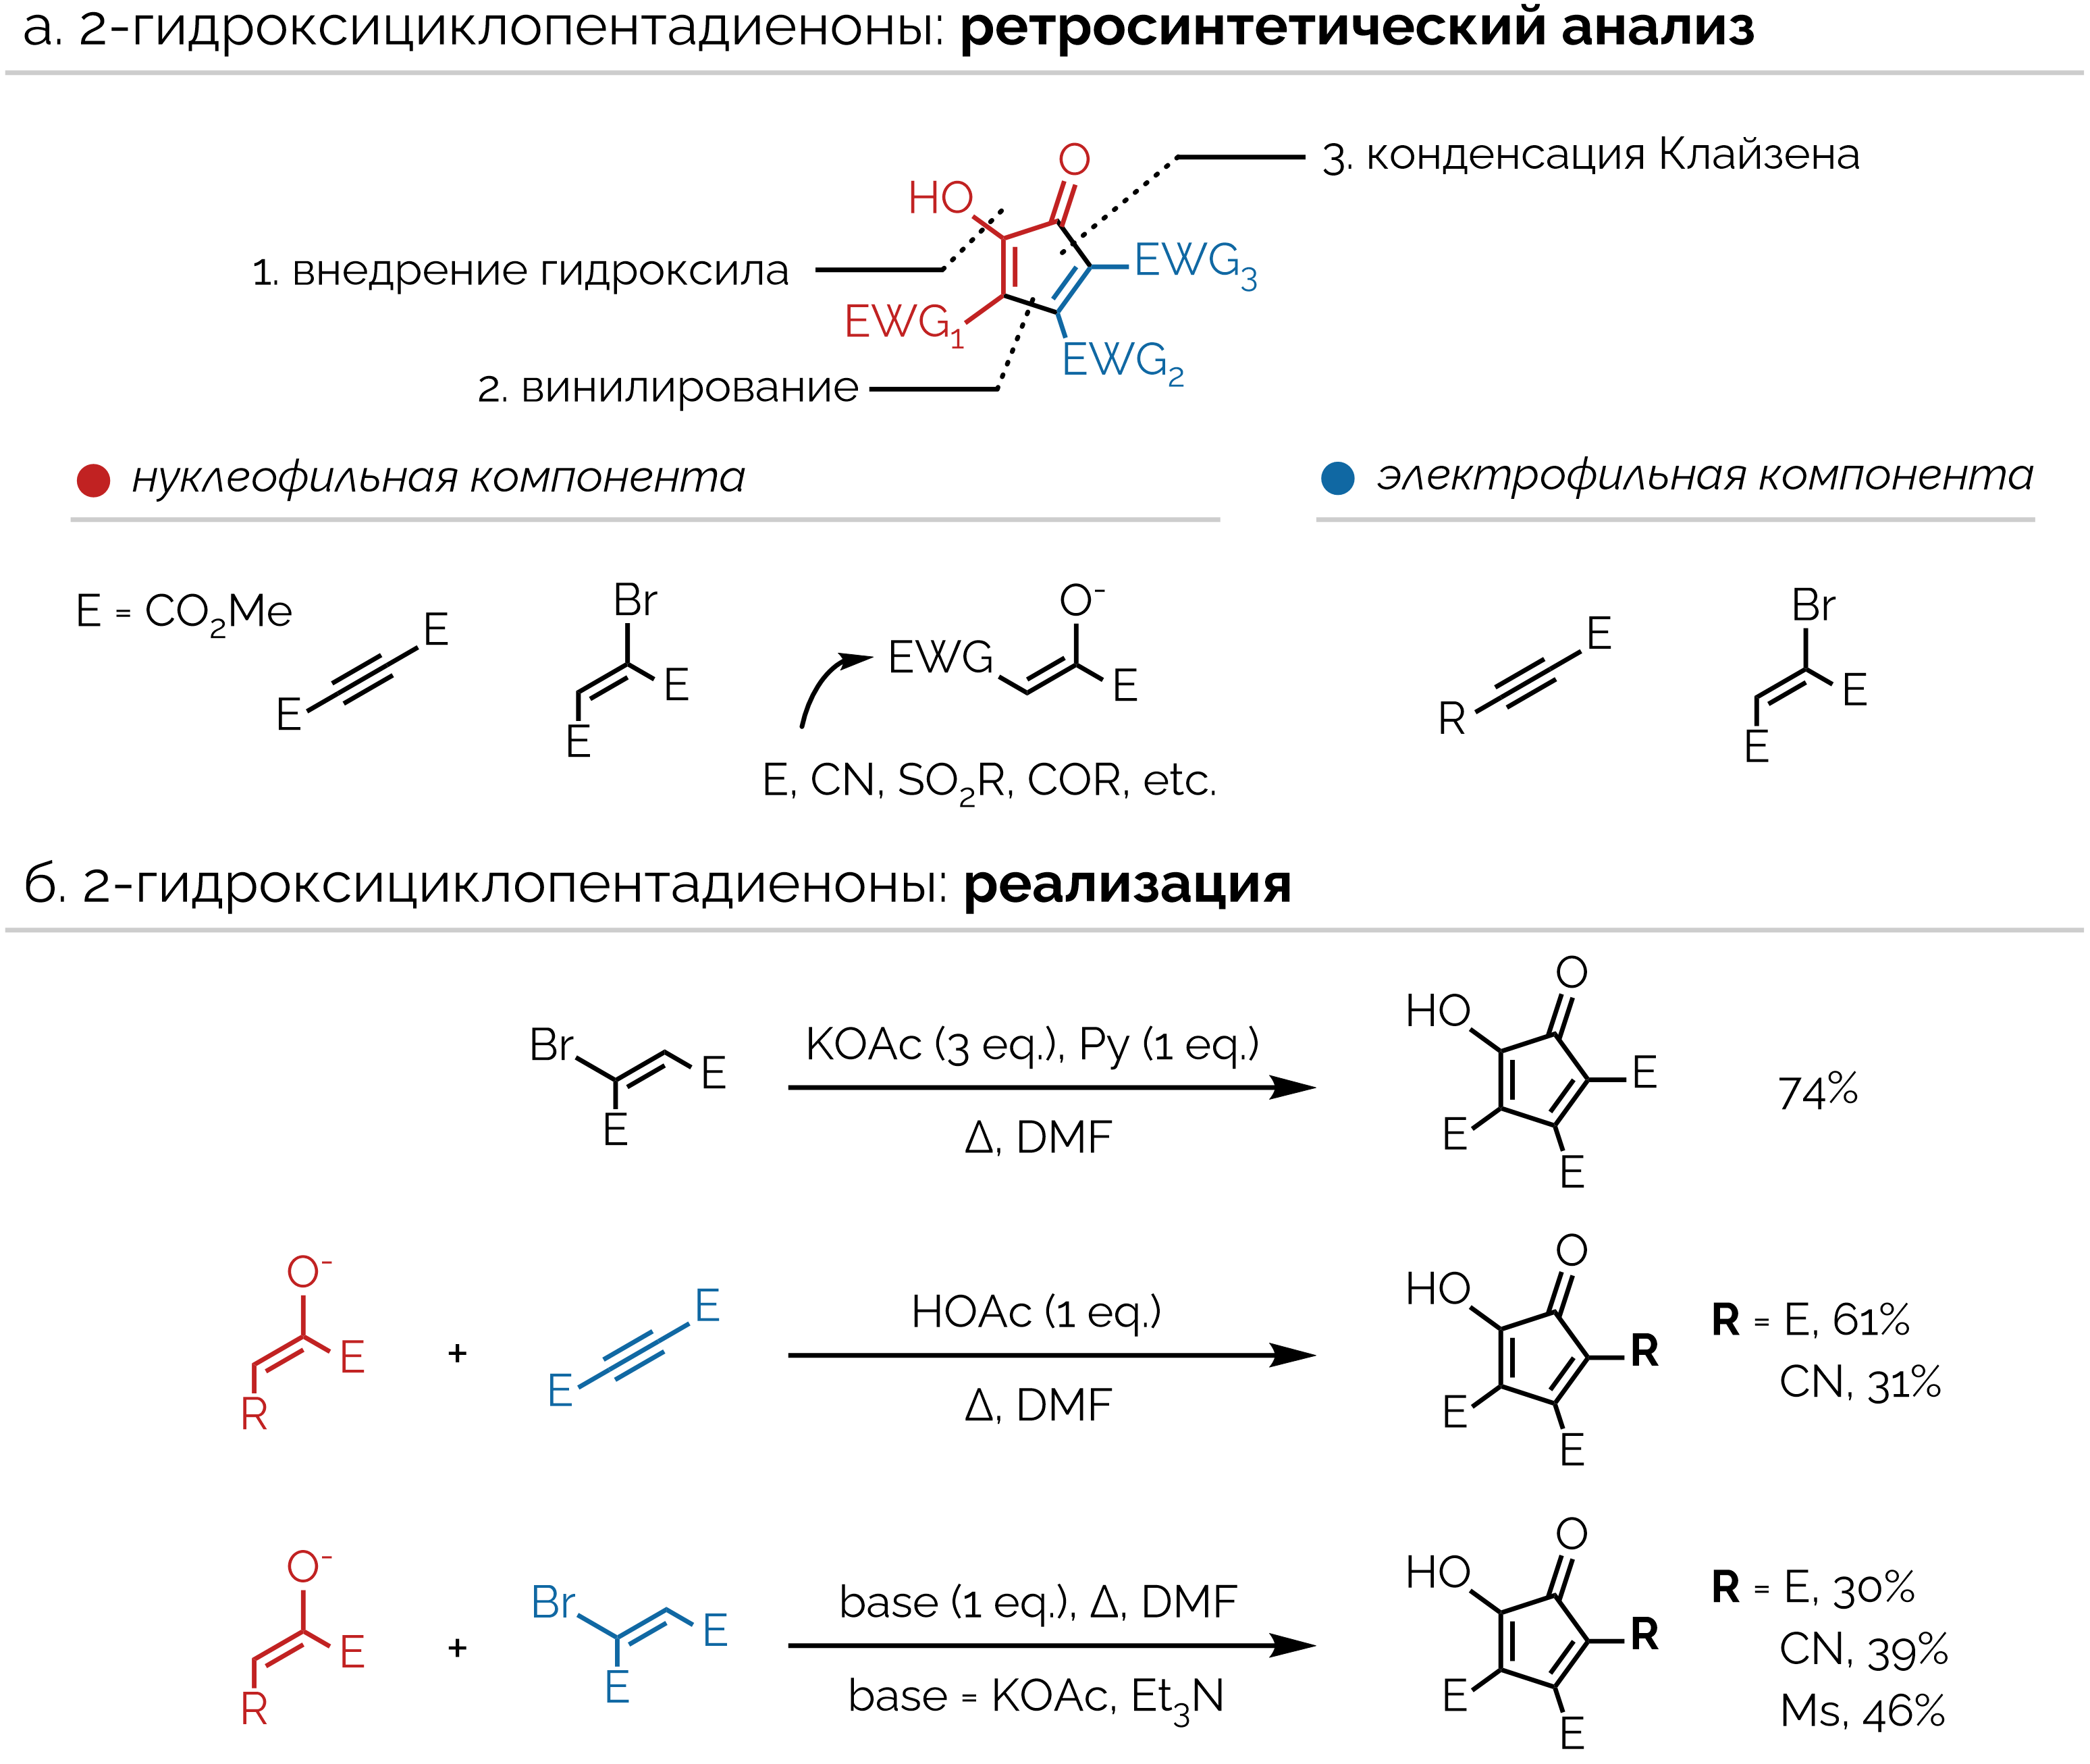 а. 2-гидроксициклопентадиеноны: ретросинтетический анализ
O
3. конденсация Клайзена
HO
1. внедрение гидроксила
EWG3
EWG1
EWG2
2. винилирование
нуклеофильная компонента
электрофильная компонента
E = CO2Me
E
E
Br
E
E
O-
EWG
E
E, CN, SO2R, COR, etc.
E
R
Br
E
E
б. 2-гидроксициклопентадиеноны: реализация
Br
E
E
KOAc (3 eq.), Py (1 eq.)
Δ, DMF
O
HO
E
E
E
74%
O-
E
R
+
E
E
HOAc (1 eq.)
Δ, DMF
O
HO
R
E
E
R = E, 61%
CN, 31%
O-
E
R
+
Br
E
E
base (1 eq.), Δ, DMF
base = KOAc, Et3N
O
HO
R
E
E
R = E, 30%
CN, 39%
Ms, 46%